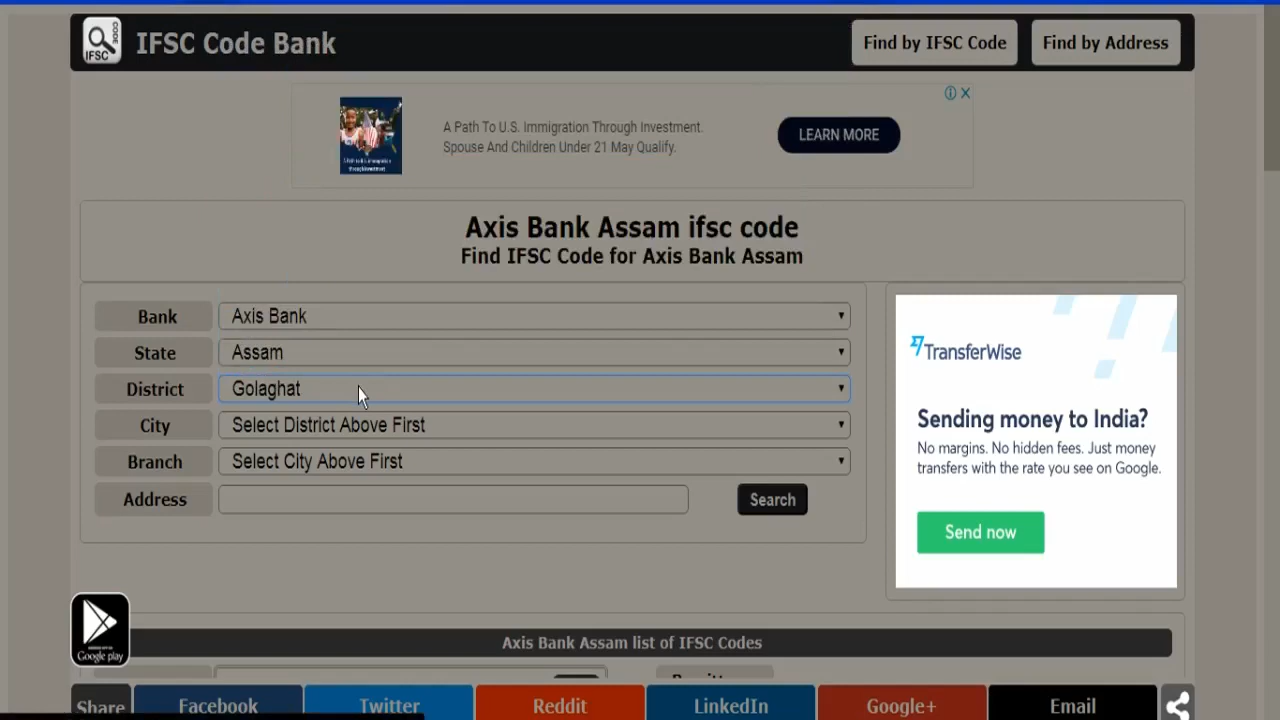 CODE
IFSC
IFSC Code Bank
Find by IFSC Code
Find by Address
A Path To U.S. Immigration Through Investment.
Spouse And Children Under 21 May Qualify.
LEARN MORE
Axis Bank Assam ifsc code
Find IFSC Code for Axis Bank Assam
Bank Axis Bank
State Assam
District Golaghat
City Select District Above First
Branch Select City Above First
Address
Search
TransferWise
Sending money to India?
No margins. No hidden fees. Just money
transfers with the rate you see on Google.
Send now
Google play
Axis Bank Assam list of IFSC Codes
Share
Facebook
Twitter
Reddit
LinkedIn
Google+
Email